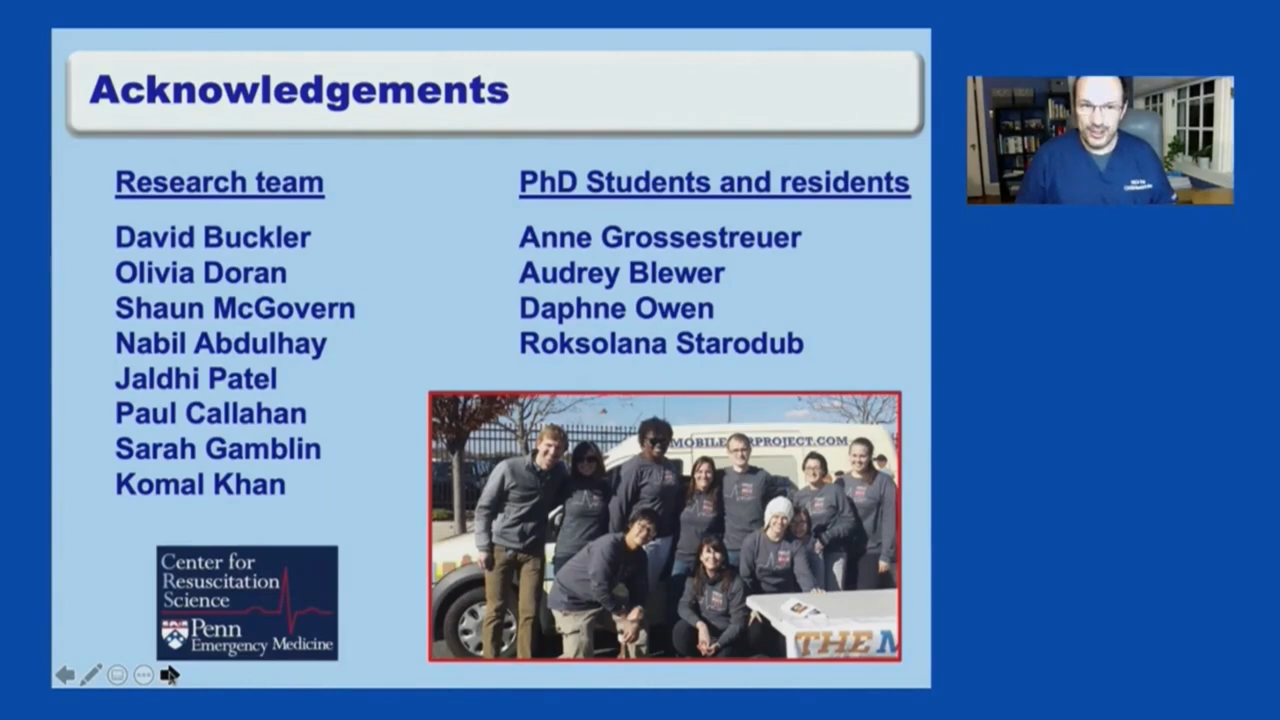 Acknowledgements
Research team
David Buckler
Olivia Doran
Shaun McGovern
Nabil Abdulhay
Jaldhi Patel
Paul Callahan
Sarah Gamblin
Komal Khan
PhD Students and residents
Anne Grossestreuer
Audrey Blewer
Daphne Owen
Roksolana Starodub
Center for
Resuscitation
Science
Penn
Emergency Medicine
THE